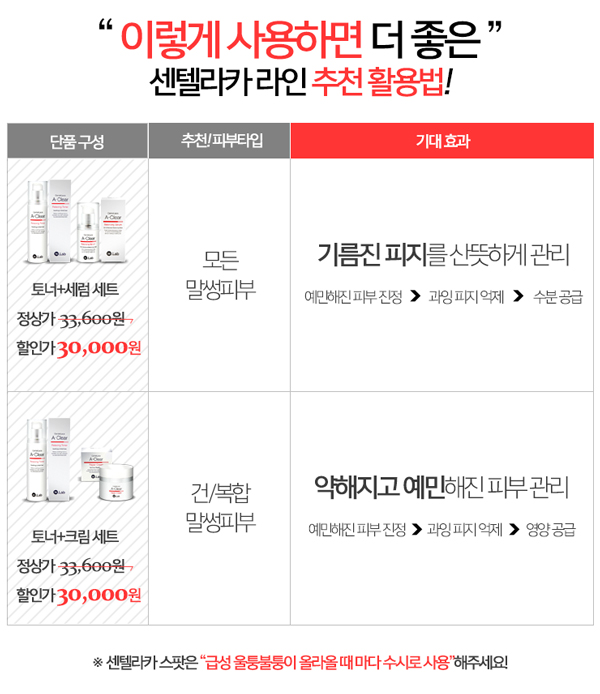 “ 이렇게 사용하면 더 좋은 ”
센텔라카 라인 추천 활용법!
단품 구성
추천! 피부타입
기대 효과
A-Clear
A-Clear
Lab
토너+세럼 세트
정상가 33,600원
할인가 30,000원
모든
말썽피부
기름진 피지를 산뜻하게 관리
예민해진 피부 진정 > 과잉 피지 억제 > 수분 공급
A-Clear
A-Clear
Lab
토너+크림 세트
정상가 33,600원
할인가 30,000원
건/복합
말썽피부
약해지고 예민해진 피부 관리
예민해진 피부 진정 > 과잉 피지 억제 > 영양 공급
※ 센텔라카 스팟은 “급성 울퉁불퉁이 올라올 때 마다 수시로 사용”해주세요!